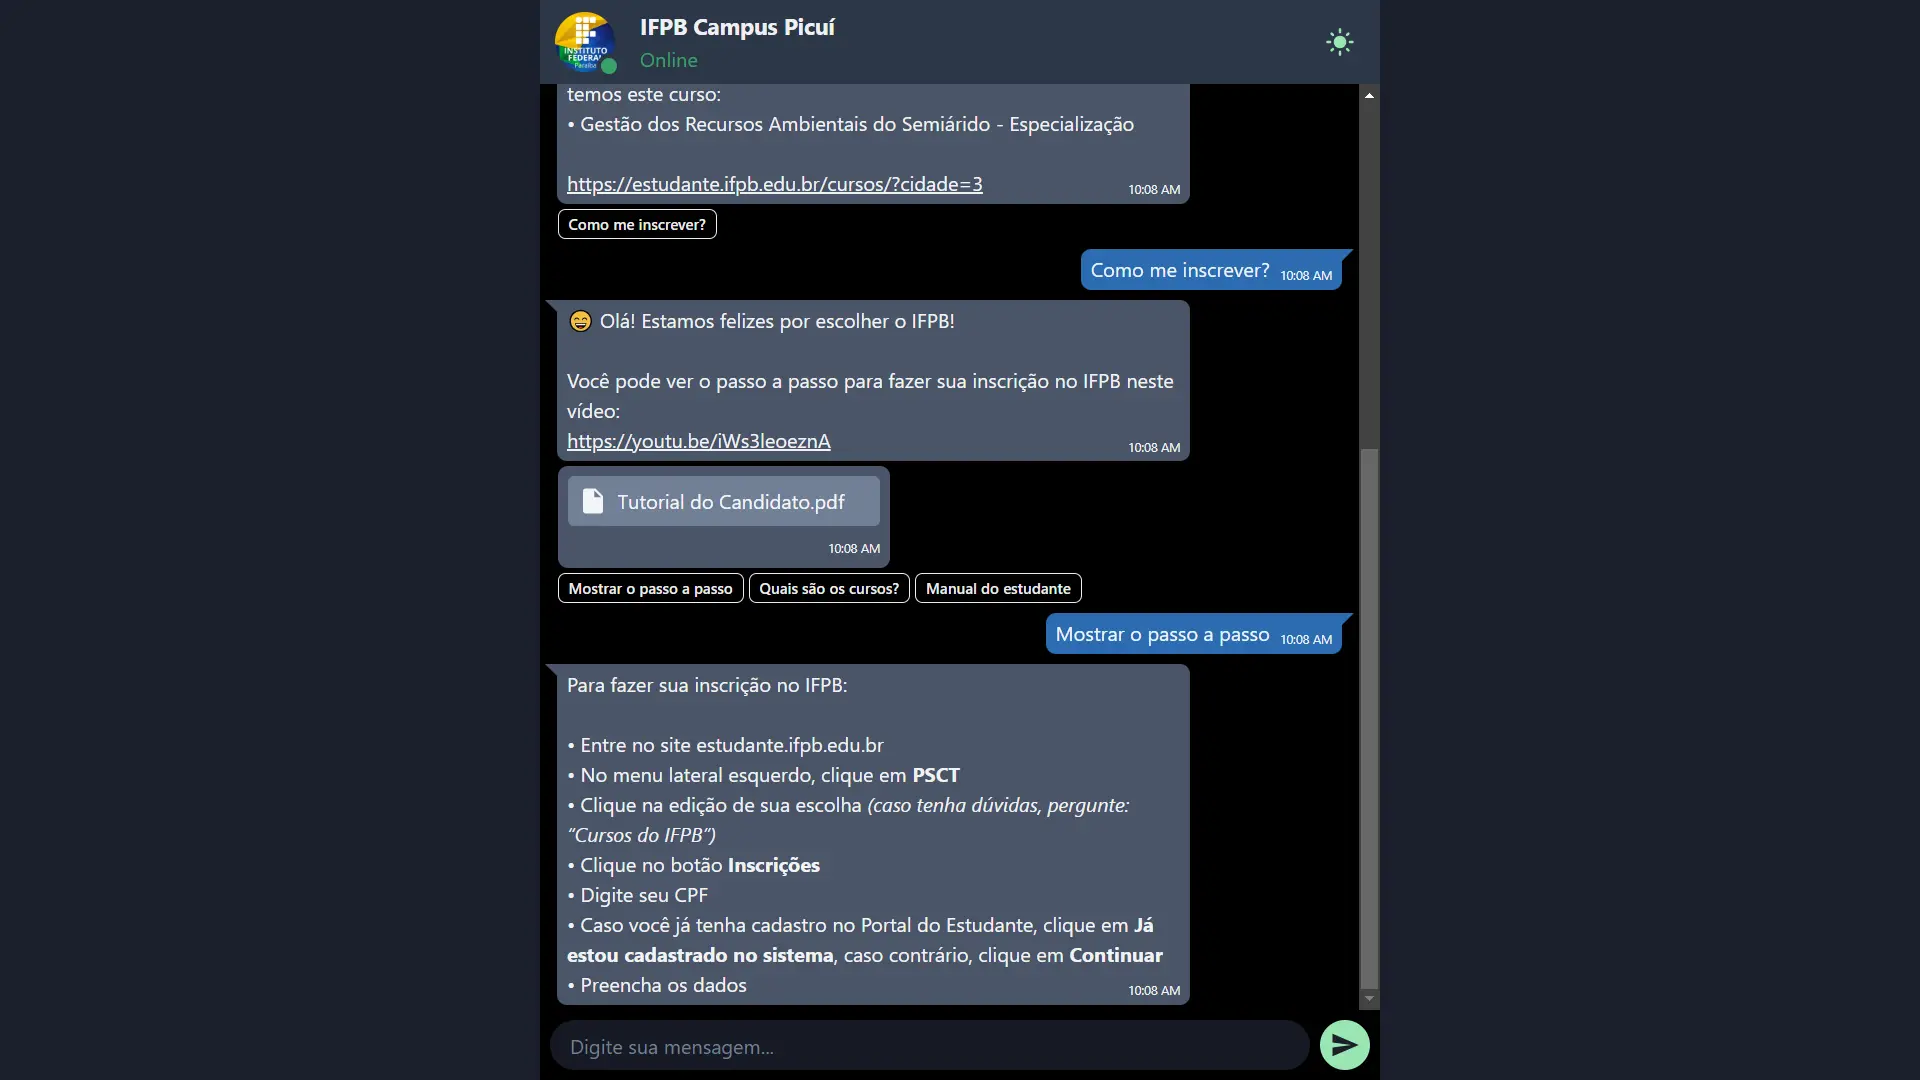 IFPB Campus Picuí
Online
INSTITUTO
FEDERAL
Paraíba
temos este curso:
• Gestão dos Recursos Ambientais do Semiárido - Especialização
https://estudante.ifpb.edu.br/cursos/?cidade=3
10:08 AM
Como me inscrever?
Como me inscrever? 10:08 AM
😄 Olá! Estamos felizes por escolher o IFPB!
Você pode ver o passo a passo para fazer sua inscrição no IFPB neste
vídeo:
https://youtu.be/iWs3leoeznA
10:08 AM
Tutorial do Candidato.pdf
10:08 AM
Mostrar o passo a passo Quais são os cursos? Manual do estudante
Mostrar o passo a passo 10:08 AM
Para fazer sua inscrição no IFPB:
• Entre no site estudante.ifpb.edu.br
• No menu lateral esquerdo, clique em PSCT
• Clique na edição de sua escolha (caso tenha dúvidas, pergunte:
“Cursos do IFPB”)
• Clique no botão Inscrições
• Digite seu CPF
• Caso você já tenha cadastro no Portal do Estudante, clique em Já
estou cadastrado no sistema, caso contrário, clique em Continuar
• Preencha os dados
10:08 AM
Digite sua mensagem...